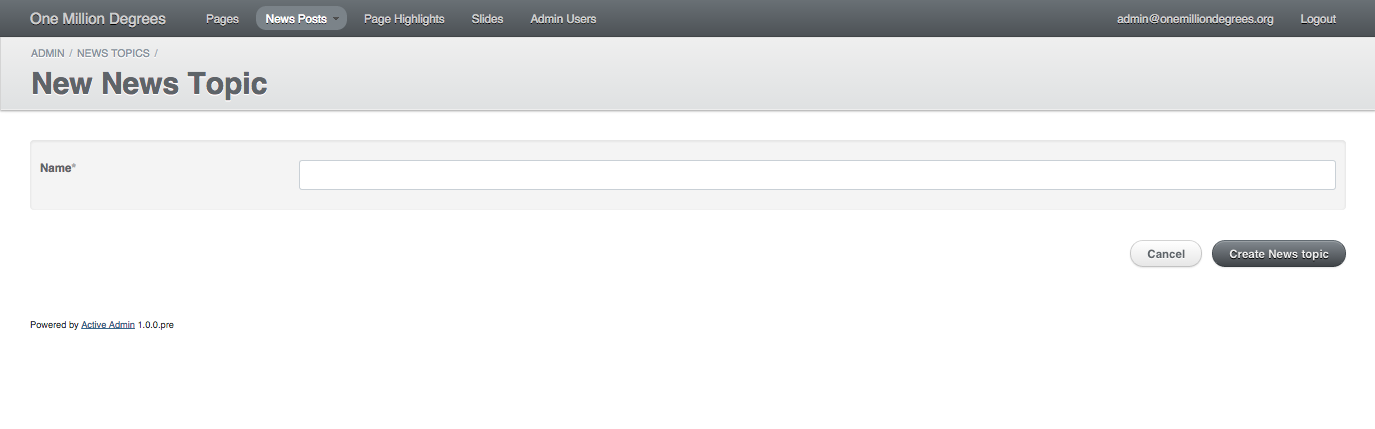 One Million Degrees Pages News Posts Page Highlights Slides Admin Users admin@onemilliondegrees.org Logout
ADMIN / NEWS TOPICS /
New News Topic
Name*
Cancel Create News topic
Powered by Active Admin 1.0.0.pre